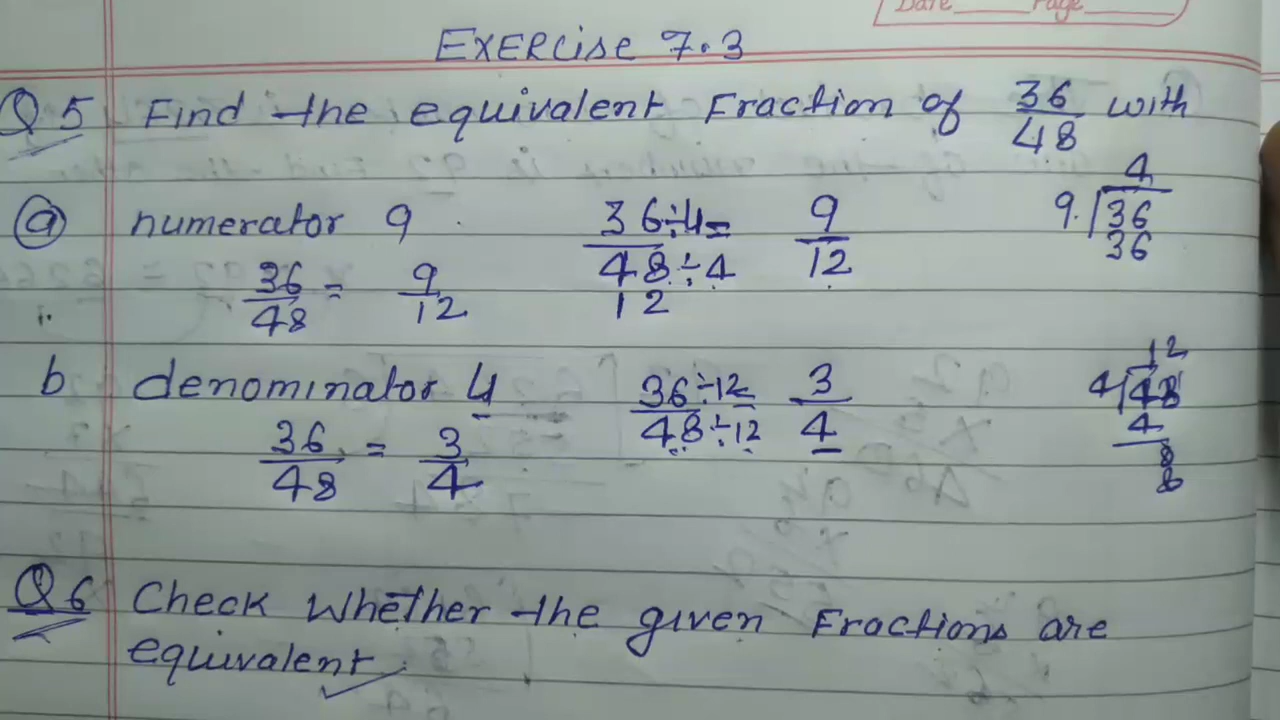 Date Page
Exercise 7.3
Q5 Find the equivalent Fraction of 36/48 with
(a) numerator 9
36/48 = 9/12
36÷4/48÷4 = 9/12
12
4
9.)36
36
b denominator 4
36/48 = 3/4
36÷12/48÷12 3/4
12
4)48
4
8
8
Q6 Check whether the given Fractions are
equivalent.